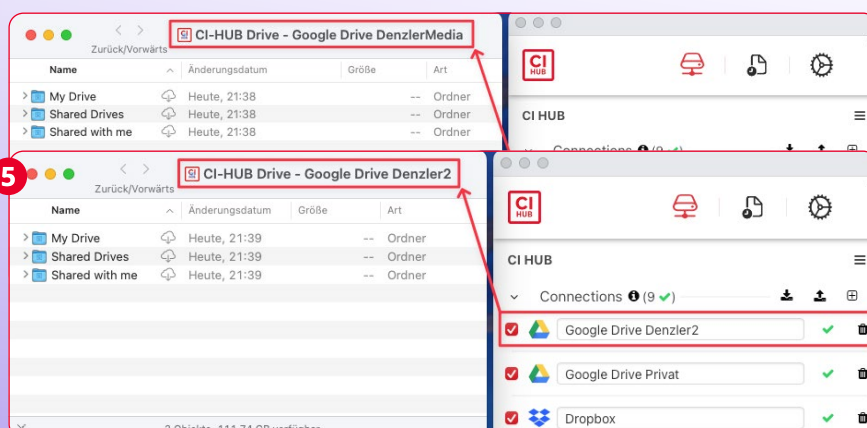 Zurück/Vorwärts
CI-HUB Drive - Google Drive DenzlerMedia
Name Änderungsdatum Größe Art
My Drive Heute, 21:38 -- Ordner
Shared Drives Heute, 21:38 -- Ordner
Shared with me Heute, 21:38 -- Ordner
CI
HUB
CI HUB
Connections (9
5
Zurück/Vorwärts
CI-HUB Drive - Google Drive Denzler2
Name Änderungsdatum Größe Art
My Drive Heute, 21:39 -- Ordner
Shared Drives Heute, 21:39 -- Ordner
Shared with me Heute, 21:39 -- Ordner
CI
HUB
CI HUB
Connections (9 ✔)
Google Drive Denzler2
Google Drive Privat
Dropbox